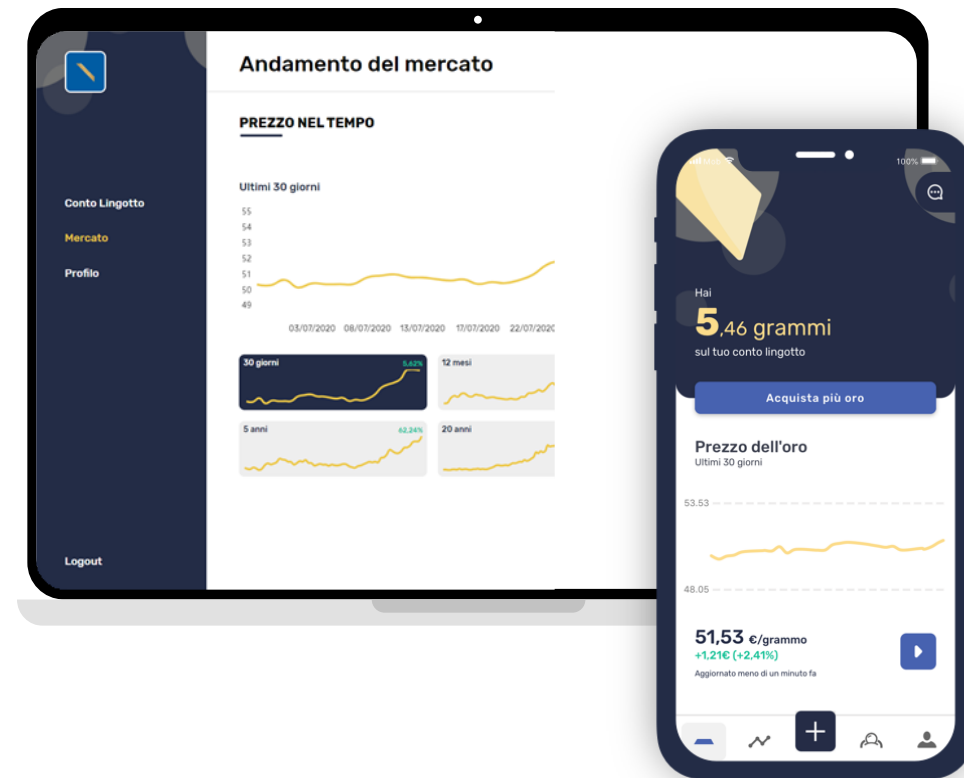 Andamento del mercato
PREZZO NEL TEMPO
Conto Lingotto
Mercato
Profilo
Logout
Ultimi 30 giorni
55
54
53
52
51
50
49
03/07/2020 08/07/2020 13/07/2020 17/07/2020 22/07/2020
30 giorni 5,62%
12 mesi
5 anni 62,24%
20 anni
100%
Hai
5,46 grammi
sul tuo conto lingotto
Acquista più oro
Prezzo dell'oro
Ultimi 30 giorni
53.53
48.05
51,53 €/grammo
+1,21€ (+2,41%)
Aggiornato meno di un minuto fa